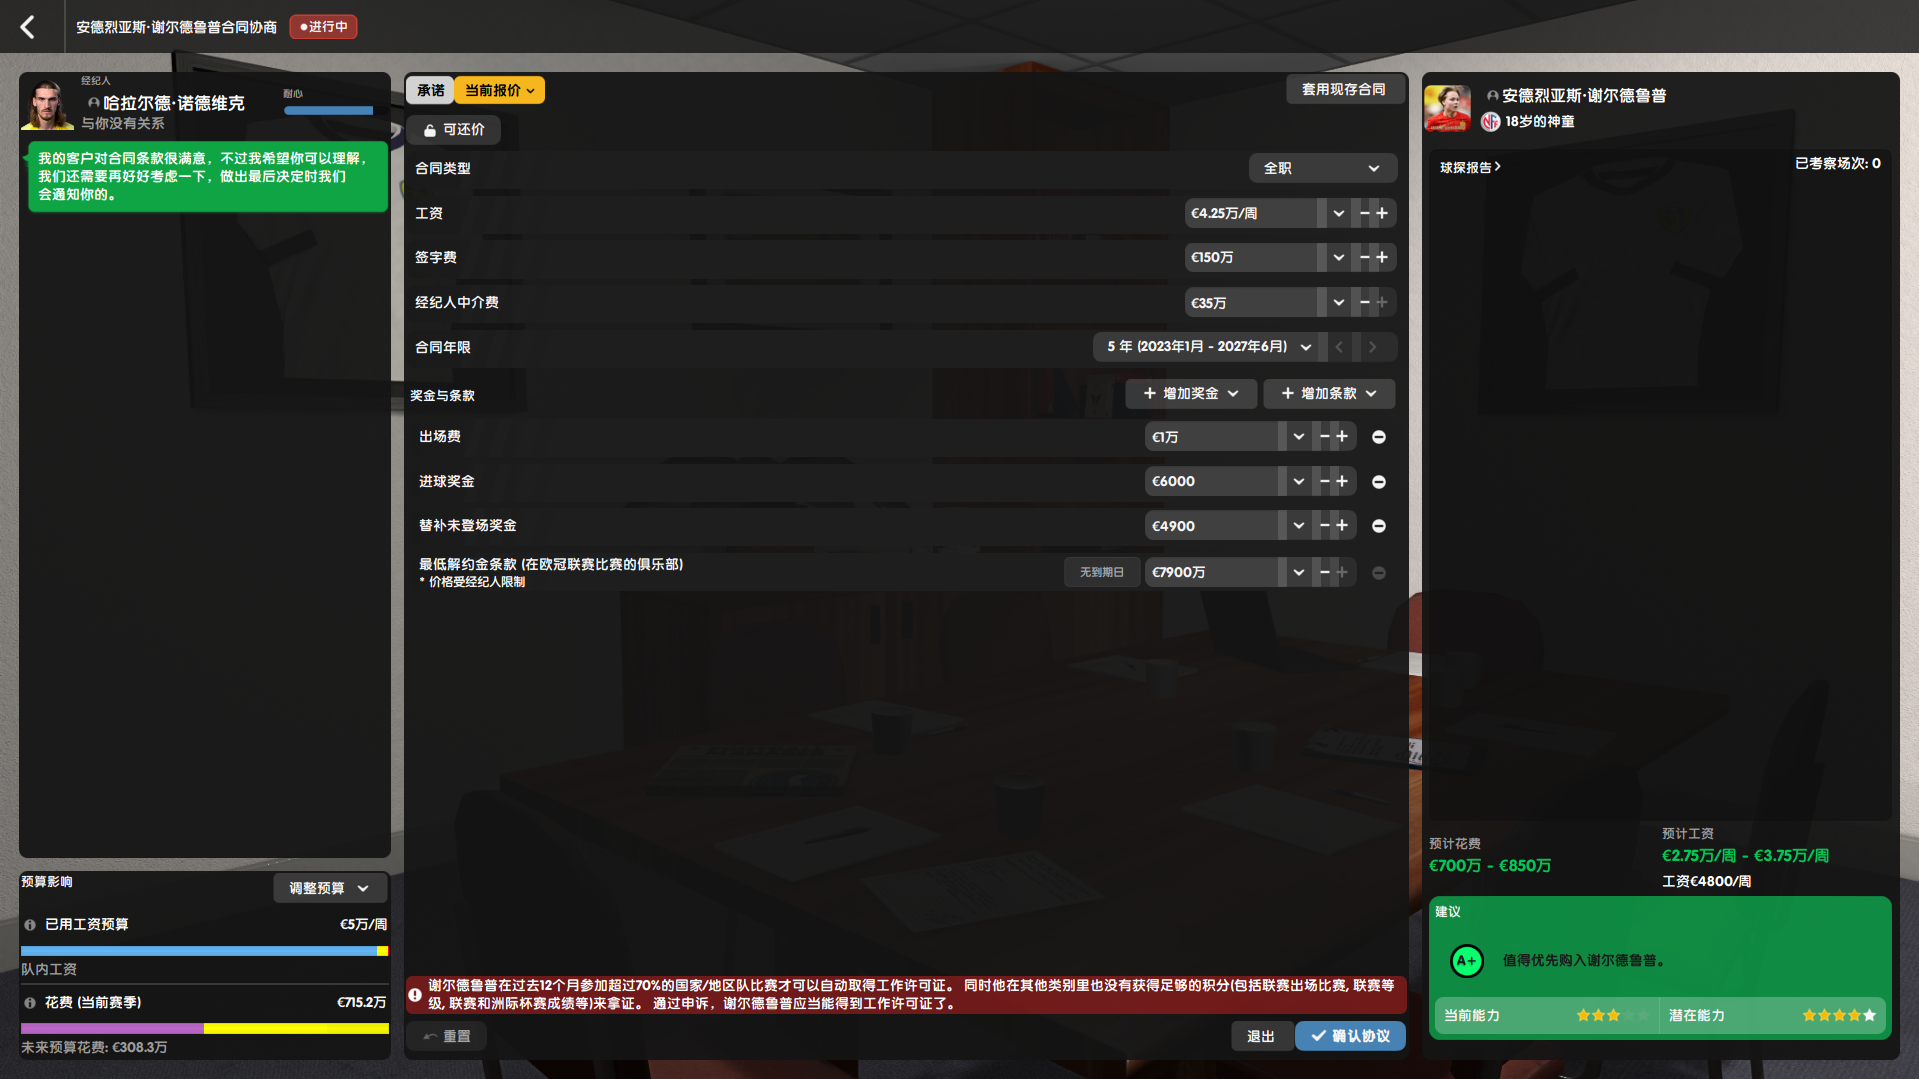 安德烈亚斯·谢尔德鲁普合同协商
进行中
经纪人
哈拉尔德·诺德维克
与你没有关系
耐心
我的客户对合同条款很满意，不过我希望你可以理解，
我们还需要再好好考虑一下，做出最后决定时我们
会通知你的。
预算影响
调整预算
已用工资预算
€5万/周
队内工资
花费 (当前赛季)
€715.2万
未来预算花费: €308.3万
承诺
当前报价
套用现存合同
可还价
合同类型
全职
工资
€4.25万/周
签字费
€150万
经纪人中介费
€35万
合同年限
5 年 (2023年1月 - 2027年6月)
奖金与条款
增加奖金
增加条款
出场费
€1万
进球奖金
€6000
替补未登场奖金
€4900
最低解约金条款 (在欧冠联赛比赛的俱乐部)
* 价格受经纪人限制
无到期日
€7900万
谢尔德鲁普在过去12个月参加超过70%的国家/地区队比赛才可以自动取得工作许可证。 同时他在其他类别里也没有获得足够的积分(包括联赛出场比赛, 联赛等
级, 联赛和洲际杯赛成绩等)来拿证。 通过申诉，谢尔德鲁普应当能得到工作许可证了。
重置
退出
确认协议
安德烈亚斯·谢尔德鲁普
18岁的神童
球探报告
已考察场次: 0
预计花费
€700万 - €850万
预计工资
€2.75万/周 - €3.75万/周
工资€4800/周
建议
A+
值得优先购入谢尔德鲁普。
当前能力
潜在能力